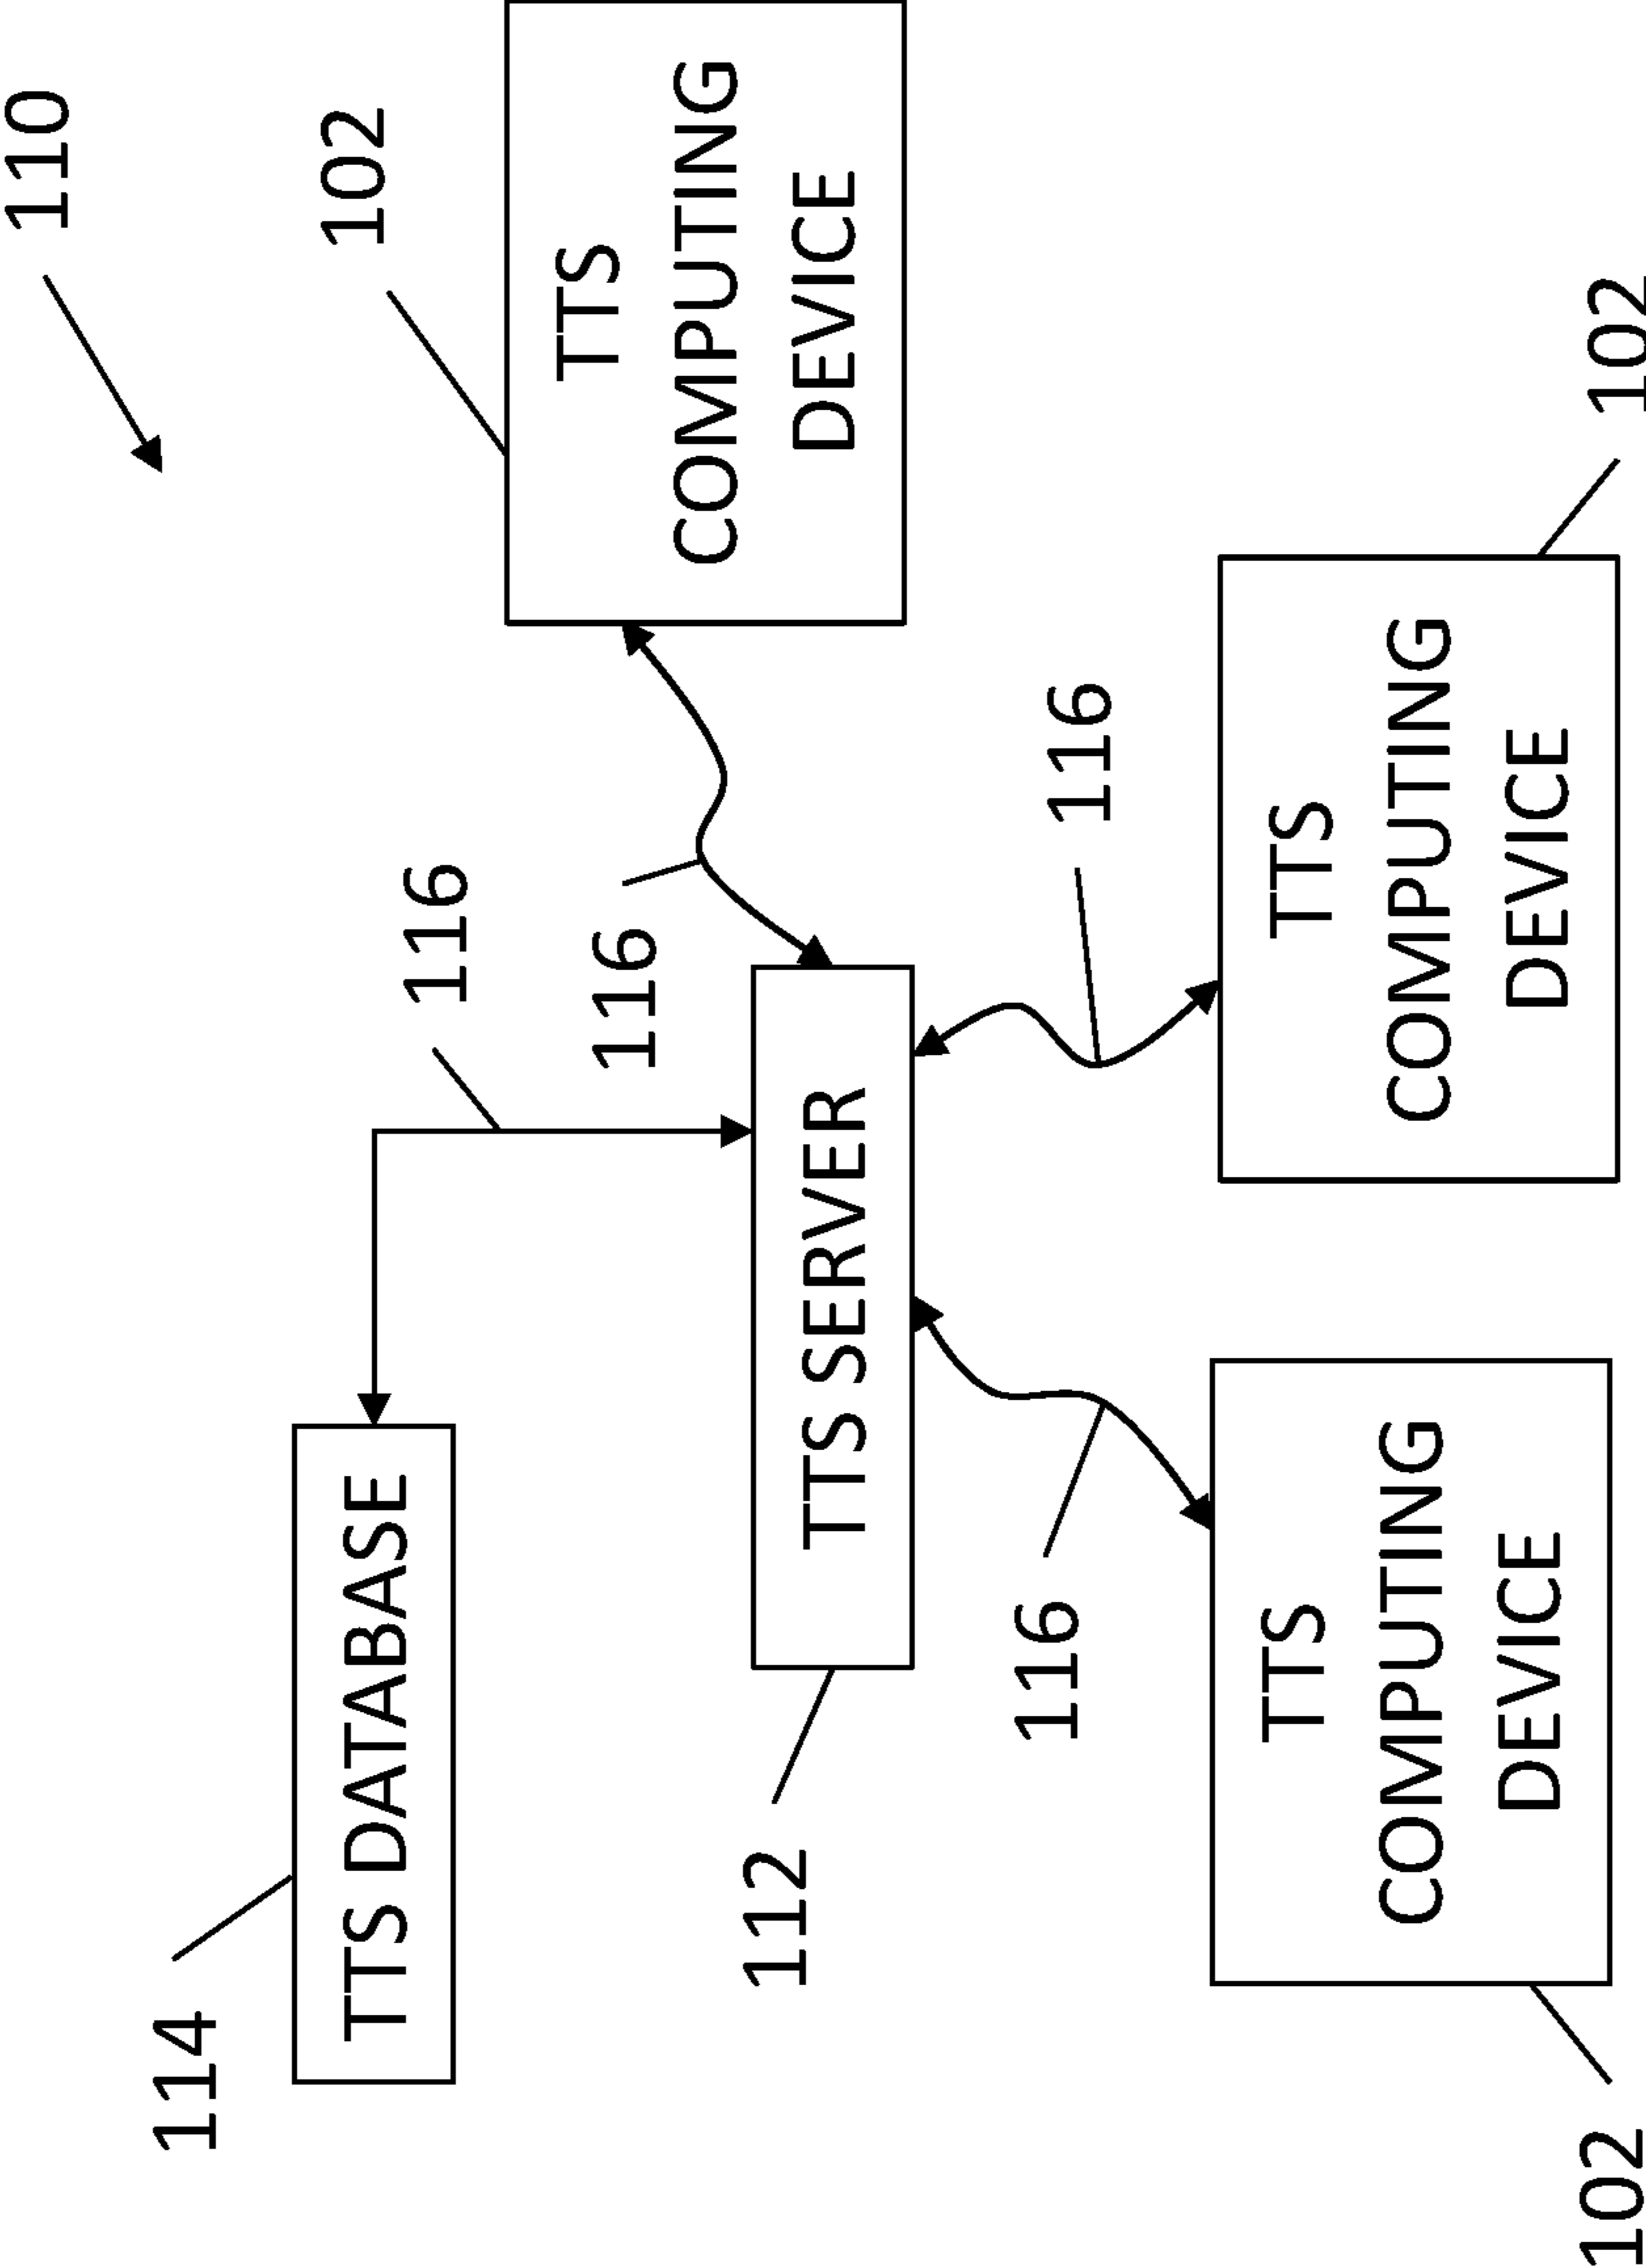 110
114
102
TTS DATABASE
116
116
TTS
COMPUTING
DEVICE
112
TTS SERVER
116
116
TTS
COMPUTING
DEVICE
TTS
COMPUTING
DEVICE
102
102